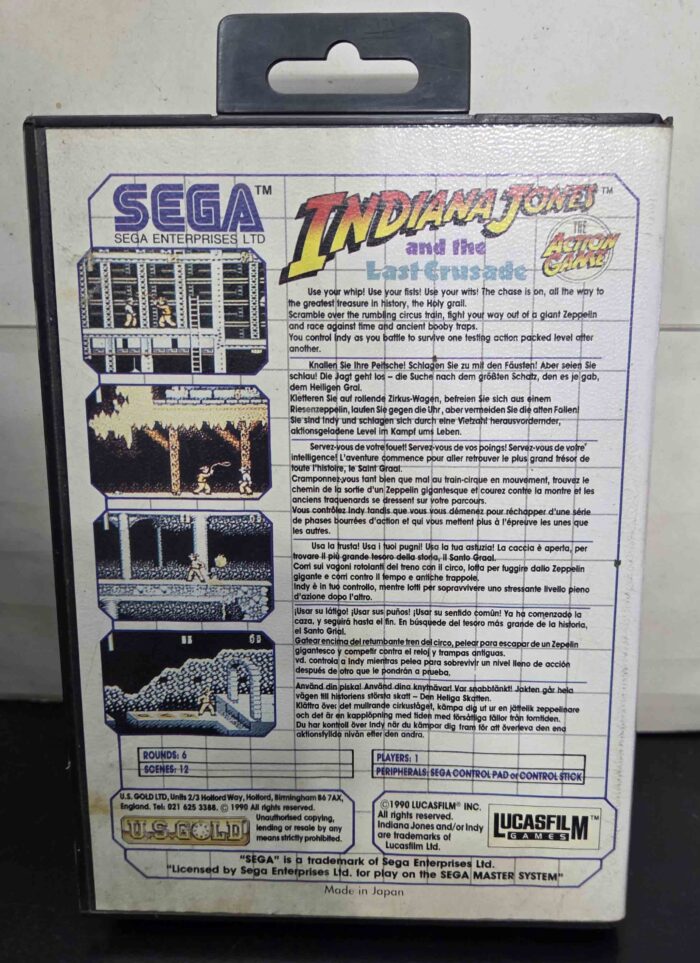 SEGA™
SEGA ENTERPRISES LTD
INDIANA JONES™
and the
Last Crusade
THE
ACTION
GAME
Use your whip! Use your fists! Use your wits! The chase is on, all the way to
the greatest treasure in history, the Holy grail.
Scramble over the rumbling circus train, fight your way out of a giant Zeppelin
and race against time and ancient booby traps.
You control Indy as you battle to survive one testing action packed level after
another.
Knallen Sie Ihre Peitsche! Schlagen Sie zu mit den Fäusten! Aber seien Sie
schlau! Die Jagt geht los – die Suche nach dem größten Schatz, den es je gab,
dem Heiligen Gral.
Kletteren Sie auf rollende Zirkus-Wagen, befreien Sie sich aus einem
Riesenzeppelin, laufen Sie gegen die Uhr, aber vermeiden Sie die alten Fallen!
Sie sind Indy und schlagen sich durch eine Vielzahl herausvordernder,
aktionsgeladene Level im Kampf ums Leben.
Servez-vous de votre fouet! Servez-vous de vos poings! Servez-vous de votre
intelligence! L'aventure commence pour aller retrouver le plus grand trésor de
toute l'histoire, le Saint Graal.
Cramponnez-vous tant bien que mal au train-cirque en mouvement, trouvez le
chemin de la sortie d'un Zeppelin gigantesque et courez contre la montre et les
anciens traquenards se dressent sur votre parcours.
Vous contrôlez Indy tandis que vous vous démenez pour réchapper d'une série
de phases bourrées d'action et qui vous mettent plus à l'épreuve les unes que
les autres.
Usa la frusta! Usa i tuoi pugni! Usa la tua astuzia! La caccia è aperta, per
trovare il più grande tesoro della storia, il Santo Graal.
Corri sui vagoni rotolanti del treno con il circo, lotta per fuggire dallo Zeppelin
gigante e corri contro il tempo e antiche trappole.
Indy è in tuo controllo, mentre lotti per sopravvivere uno stressante livello pieno
d'azione dopo l'altro.
¡Usar su látigo! ¡Usar sus puños! ¡Usar su sentido común! Ya ha comenzado la
caza, y seguirá hasta el fin. En búsquede del tesoro más grande de la historia,
el Santo Grial.
Gatear encima del retumbante tren del circo, pelear para escapar de un Zepelin
gigantesco y competir contra el reloj y trampas antiguas.
vd. controla a Indy mientras pelea para sobrevivir un nivel lleno de acción
después de otro que le pondrán a prueba.
Använd din piska! Använd dina knytnävar! Var snabbtänkt! Jakten går hela
vägen till historiens största skatt – Den Heliga Skatten.
Klättra över det mullrande cirkuståget, kämpa dig ut ur en jättelik zeppelinare
och det är en kapplöpning med tiden med försåtliga fällor från forntiden.
Du har kontroll över Indy när du kämpar dig fram för att överleva den ena
aktionsfyllda nivån efter den andra.
ROUNDS: 6
SCENES: 12
PLAYERS: 1
PERIPHERALS: SEGA CONTROL PAD or CONTROL STICK
U.S. GOLD LTD, Units 2/3 Holford Way, Holford, Birmingham B6 7AX,
England. Tel: 021 625 3388. © 1990 All rights reserved.
U.S. GOLD
Unauthorised copying,
lending or resale by any
means strictly prohibited.
©1990 LUCASFILM® INC.
All rights reserved.
Indiana Jones and/or Indy
are trademarks of
Lucasfilm Ltd.
LUCASFILM™
GAMES
"SEGA" is a trademark of Sega Enterprises Ltd.
"Licensed by Sega Enterprises Ltd. for play on the SEGA MASTER SYSTEM"
Made in Japan